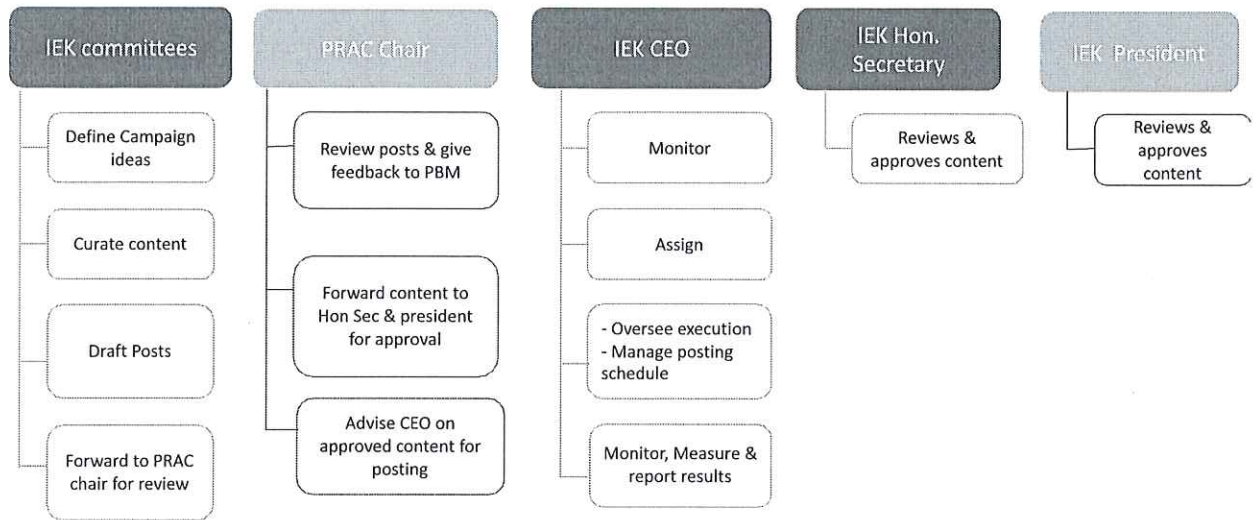 IEK committees
Define Campaign
ideas
Curate content
Draft Posts
Forward to PRAC
chair for review
PRAC Chair
Review posts & give
feedback to PBM
Forward content to
Hon Sec & president
for approval
Advise CEO on
approved content for
posting
IEK CEO
Monitor
Assign
- Oversee execution
- Manage posting
schedule
Monitor, Measure &
report results
IEK Hon.
Secretary
Reviews &
approves content
IEK President
Reviews &
approves
content